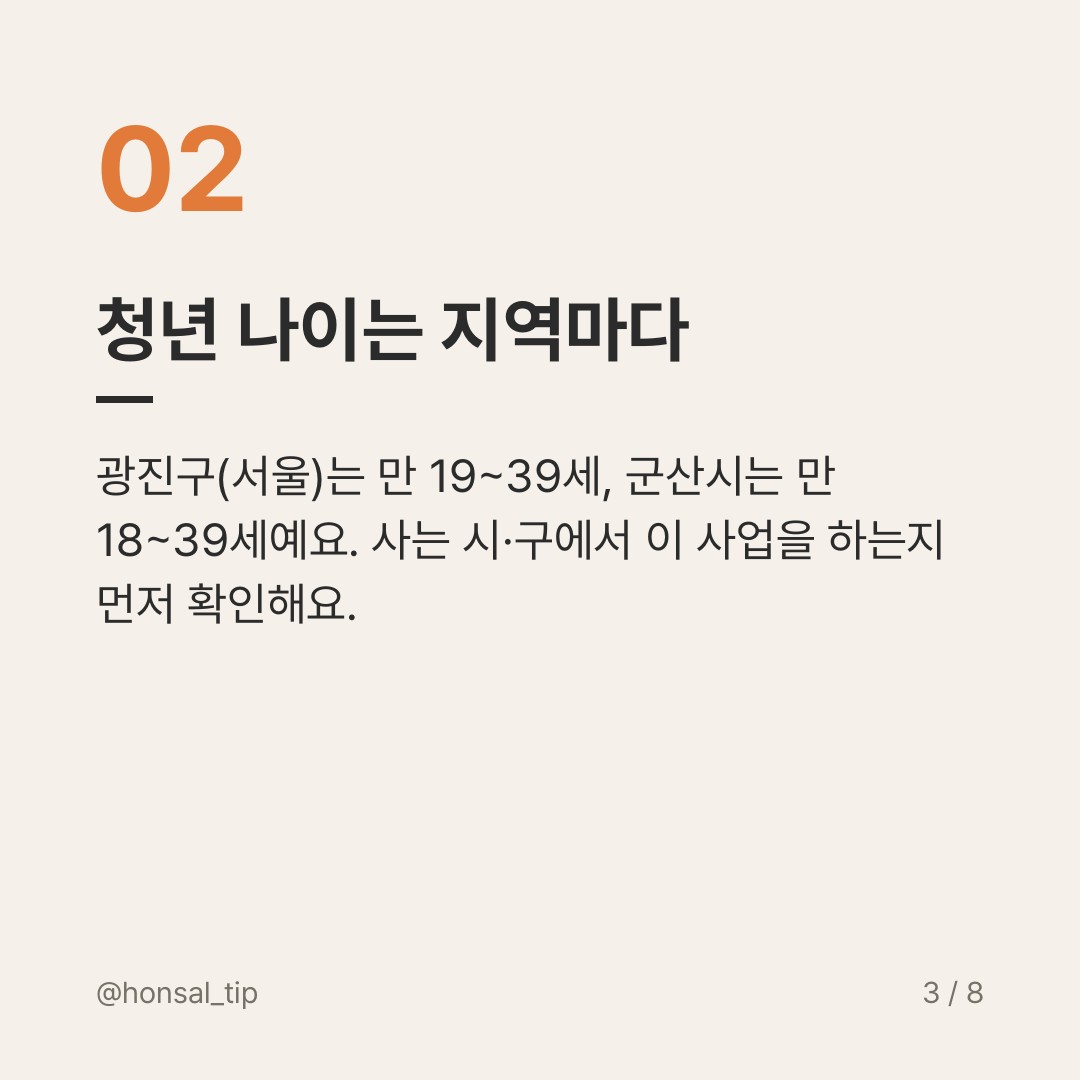 02
청년 나이는 지역마다
광진구(서울)는 만 19~39세, 군산시는 만
18~39세예요. 사는 시·구에서 이 사업을 하는지
먼저 확인해요.
@honsal_tip
3 / 8